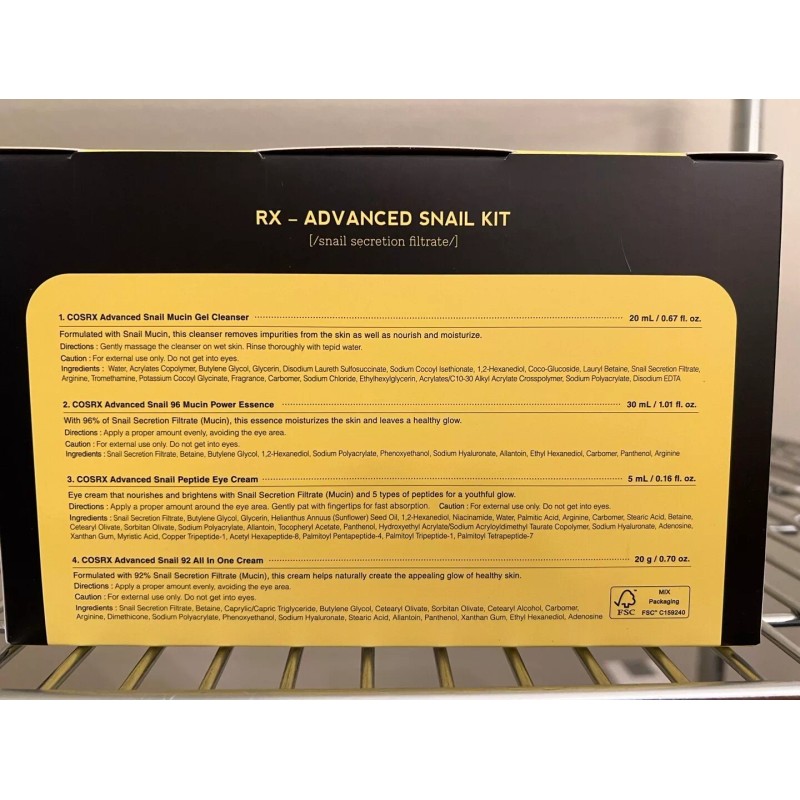 RX – ADVANCED SNAIL KIT
[/snail secretion filtrate/]
1. COSRX Advanced Snail Mucin Gel Cleanser 20 mL / 0.67 fl. oz.
Formulated with Snail Mucin, this cleanser removes impurities from the skin as well as nourish and moisturize.
Directions : Gently massage the cleanser on wet skin. Rinse thoroughly with tepid water.
Caution : For external use only. Do not get into eyes.
Ingredients : Water, Acrylates Copolymer, Butylene Glycol, Glycerin, Disodium Laureth Sulfosuccinate, Sodium Cocoyl Isethionate, 1,2-Hexanediol, Coco-Glucoside, Lauryl Betaine, Snail Secretion Filtrate,
Arginine, Tromethamine, Potassium Cocoyl Glycinate, Fragrance, Carbomer, Sodium Chloride, Ethylhexylglycerin, Acrylates/C10-30 Alkyl Acrylate Crosspolymer, Sodium Polyacrylate, Disodium EDTA
2. COSRX Advanced Snail 96 Mucin Power Essence 30 mL / 1.01 fl. oz.
With 96% of Snail Secretion Filtrate (Mucin), this essence moisturizes the skin and leaves a healthy glow.
Directions : Apply a proper amount evenly, avoiding the eye area.
Caution : For external use only. Do not get into eyes.
Ingredients : Snail Secretion Filtrate, Betaine, Butylene Glycol, 1,2-Hexanediol, Sodium Polyacrylate, Phenoxyethanol, Sodium Hyaluronate, Allantoin, Ethyl Hexanediol, Carbomer, Panthenol, Arginine
3. COSRX Advanced Snail Peptide Eye Cream 5 mL / 0.16 fl. oz.
Eye cream that nourishes and brightens with Snail Secretion Filtrate (Mucin) and 5 types of peptides for a youthful glow.
Directions : Apply a proper amount around the eye area. Gently pat with fingertips for fast absorption. Caution : For external use only. Do not get into eyes.
Ingredients : Snail Secretion Filtrate, Butylene Glycol, Glycerin, Helianthus Annuus (Sunflower) Seed Oil, 1,2-Hexanediol, Niacinamide, Water, Palmitic Acid, Arginine, Carbomer, Stearic Acid, Betaine,
Cetearyl Olivate, Sorbitan Olivate, Sodium Polyacrylate, Allantoin, Tocopheryl Acetate, Panthenol, Hydroxyethyl Acrylate/Sodium Acryloyldimethyl Taurate Copolymer, Sodium Hyaluronate, Adenosine,
Xanthan Gum, Myristic Acid, Copper Tripeptide-1, Acetyl Hexapeptide-8, Palmitoyl Pentapeptide-4, Palmitoyl Tripeptide-1, Palmitoyl Tetrapeptide-7
4. COSRX Advanced Snail 92 All In One Cream 20 g / 0.70 oz.
Formulated with 92% Snail Secretion Filtrate (Mucin), this cream helps naturally create the appealing glow of healthy skin.
Directions : Apply a proper amount evenly, avoiding the eye area.
Caution : For external use only. Do not get into eyes.
Ingredients : Snail Secretion Filtrate, Betaine, Caprylic/Capric Triglyceride, Butylene Glycol, Cetearyl Olivate, Sorbitan Olivate, Cetearyl Alcohol, Carbomer,
Arginine, Dimethicone, Sodium Polyacrylate, Phenoxyethanol, Sodium Hyaluronate, Stearic Acid, Allantoin, Panthenol, Xanthan Gum, Ethyl Hexanediol, Adenosine
MIX
Packaging
FSC
FSC® C158240